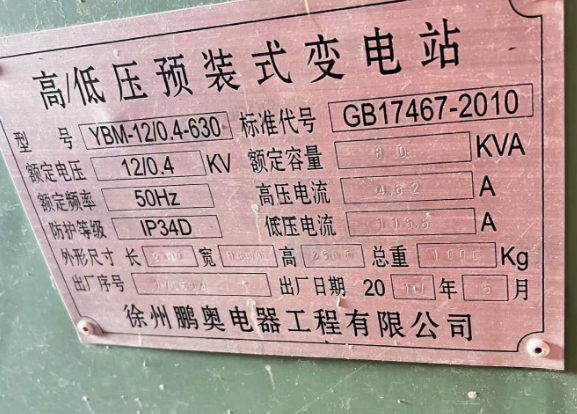 高/低压预装式变电站
型 号 YBM-12/0.4-630 标准代号 GB17467-2010
额定电压 12/0.4 KV 额定容量 KVA
额定频率 50Hz 高压电流 A
防护等级 IP34D 低压电流 A
外形尺寸 长 宽 高 总重 Kg
出厂序号 出厂日期 20 年 5 月
徐州鹏奥电器工程有限公司